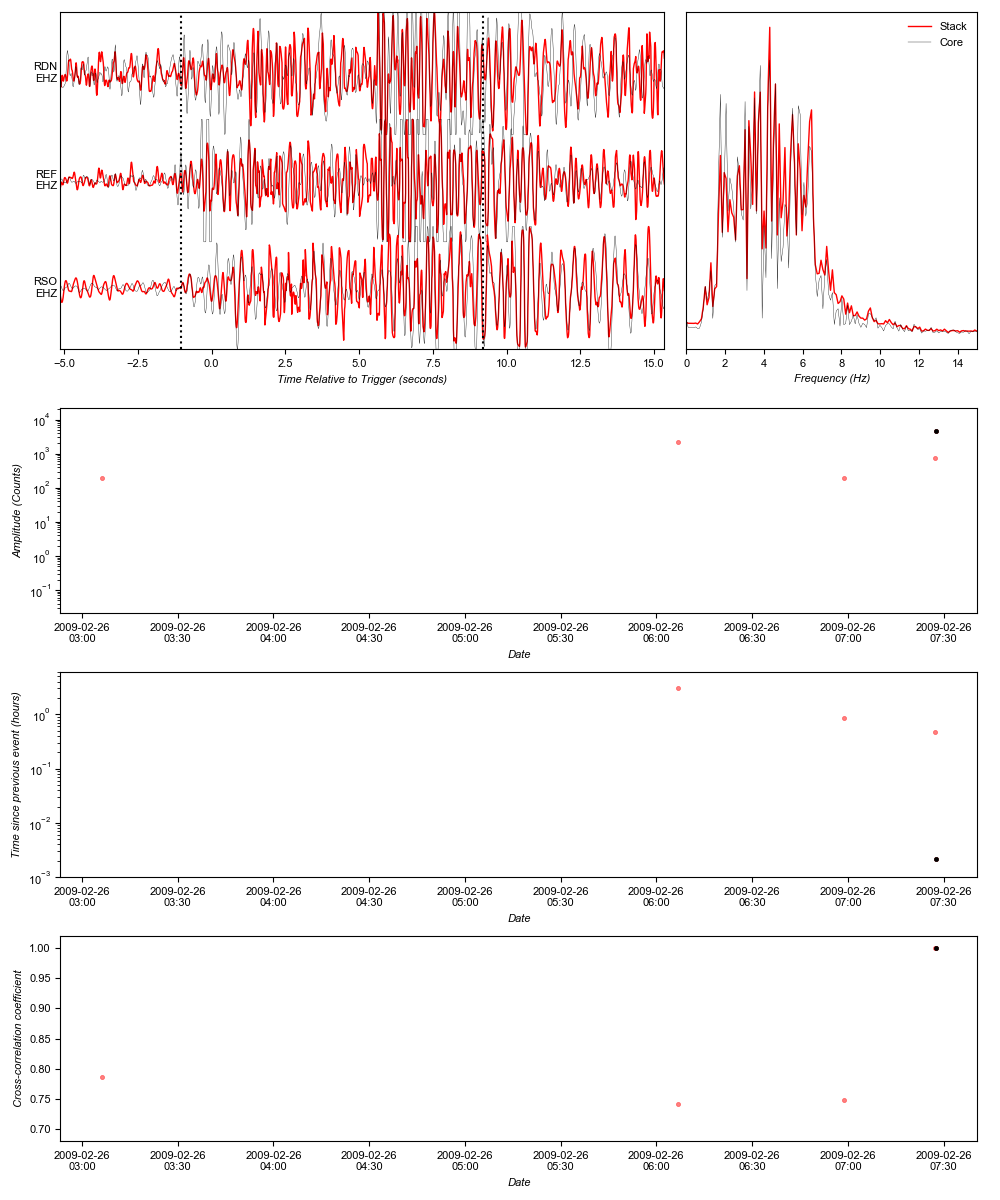 RDN
EHZ
REF
EHZ
RSO
EHZ
−5.0 −2.5 0.0 2.5 5.0 7.5 10.0 12.5 15.0
Time Relative to Trigger (seconds)
Stack
Core
0 2 4 6 8 10 12 14
Frequency (Hz)
Amplitude (Counts)
10⁴
10³
10²
10¹
10⁰
10⁻¹
2009-02-26 2009-02-26 2009-02-26 2009-02-26 2009-02-26 2009-02-26 2009-02-26 2009-02-26 2009-02-26 2009-02-26
03:00 03:30 04:00 04:30 05:00 05:30 06:00 06:30 07:00 07:30
Date
Time since previous event (hours)
10⁰
10⁻¹
10⁻²
10⁻³
2009-02-26 2009-02-26 2009-02-26 2009-02-26 2009-02-26 2009-02-26 2009-02-26 2009-02-26 2009-02-26 2009-02-26
03:00 03:30 04:00 04:30 05:00 05:30 06:00 06:30 07:00 07:30
Date
Cross-correlation coefficient
1.00
0.95
0.90
0.85
0.80
0.75
0.70
2009-02-26 2009-02-26 2009-02-26 2009-02-26 2009-02-26 2009-02-26 2009-02-26 2009-02-26 2009-02-26 2009-02-26
03:00 03:30 04:00 04:30 05:00 05:30 06:00 06:30 07:00 07:30
Date